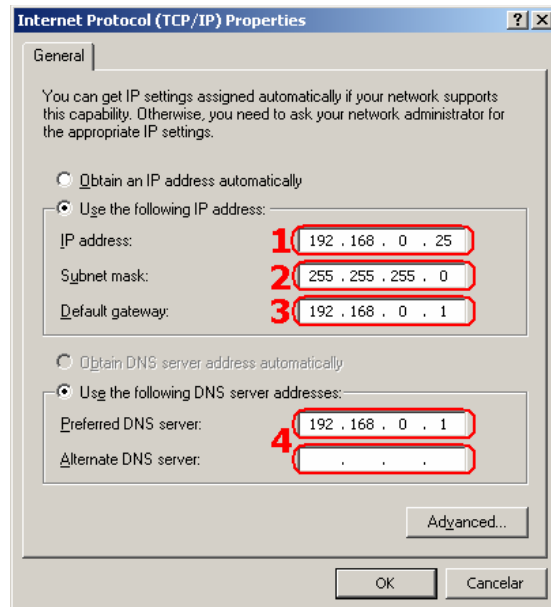 Internet Protocol (TCP/IP) Properties
General
You can get IP settings assigned automatically if your network supports
this capability. Otherwise, you need to ask your network administrator for
the appropriate IP settings.
Obtain an IP address automatically
Use the following IP address:
IP address: 1 192 . 168 . 0 . 25
Subnet mask: 2 255 . 255 . 255 . 0
Default gateway: 3 192 . 168 . 0 . 1
Obtain DNS server address automatically
Use the following DNS server addresses:
Preferred DNS server: 192 . 168 . 0 . 1
4
Alternate DNS server: . . .
Advanced...
OK Cancelar